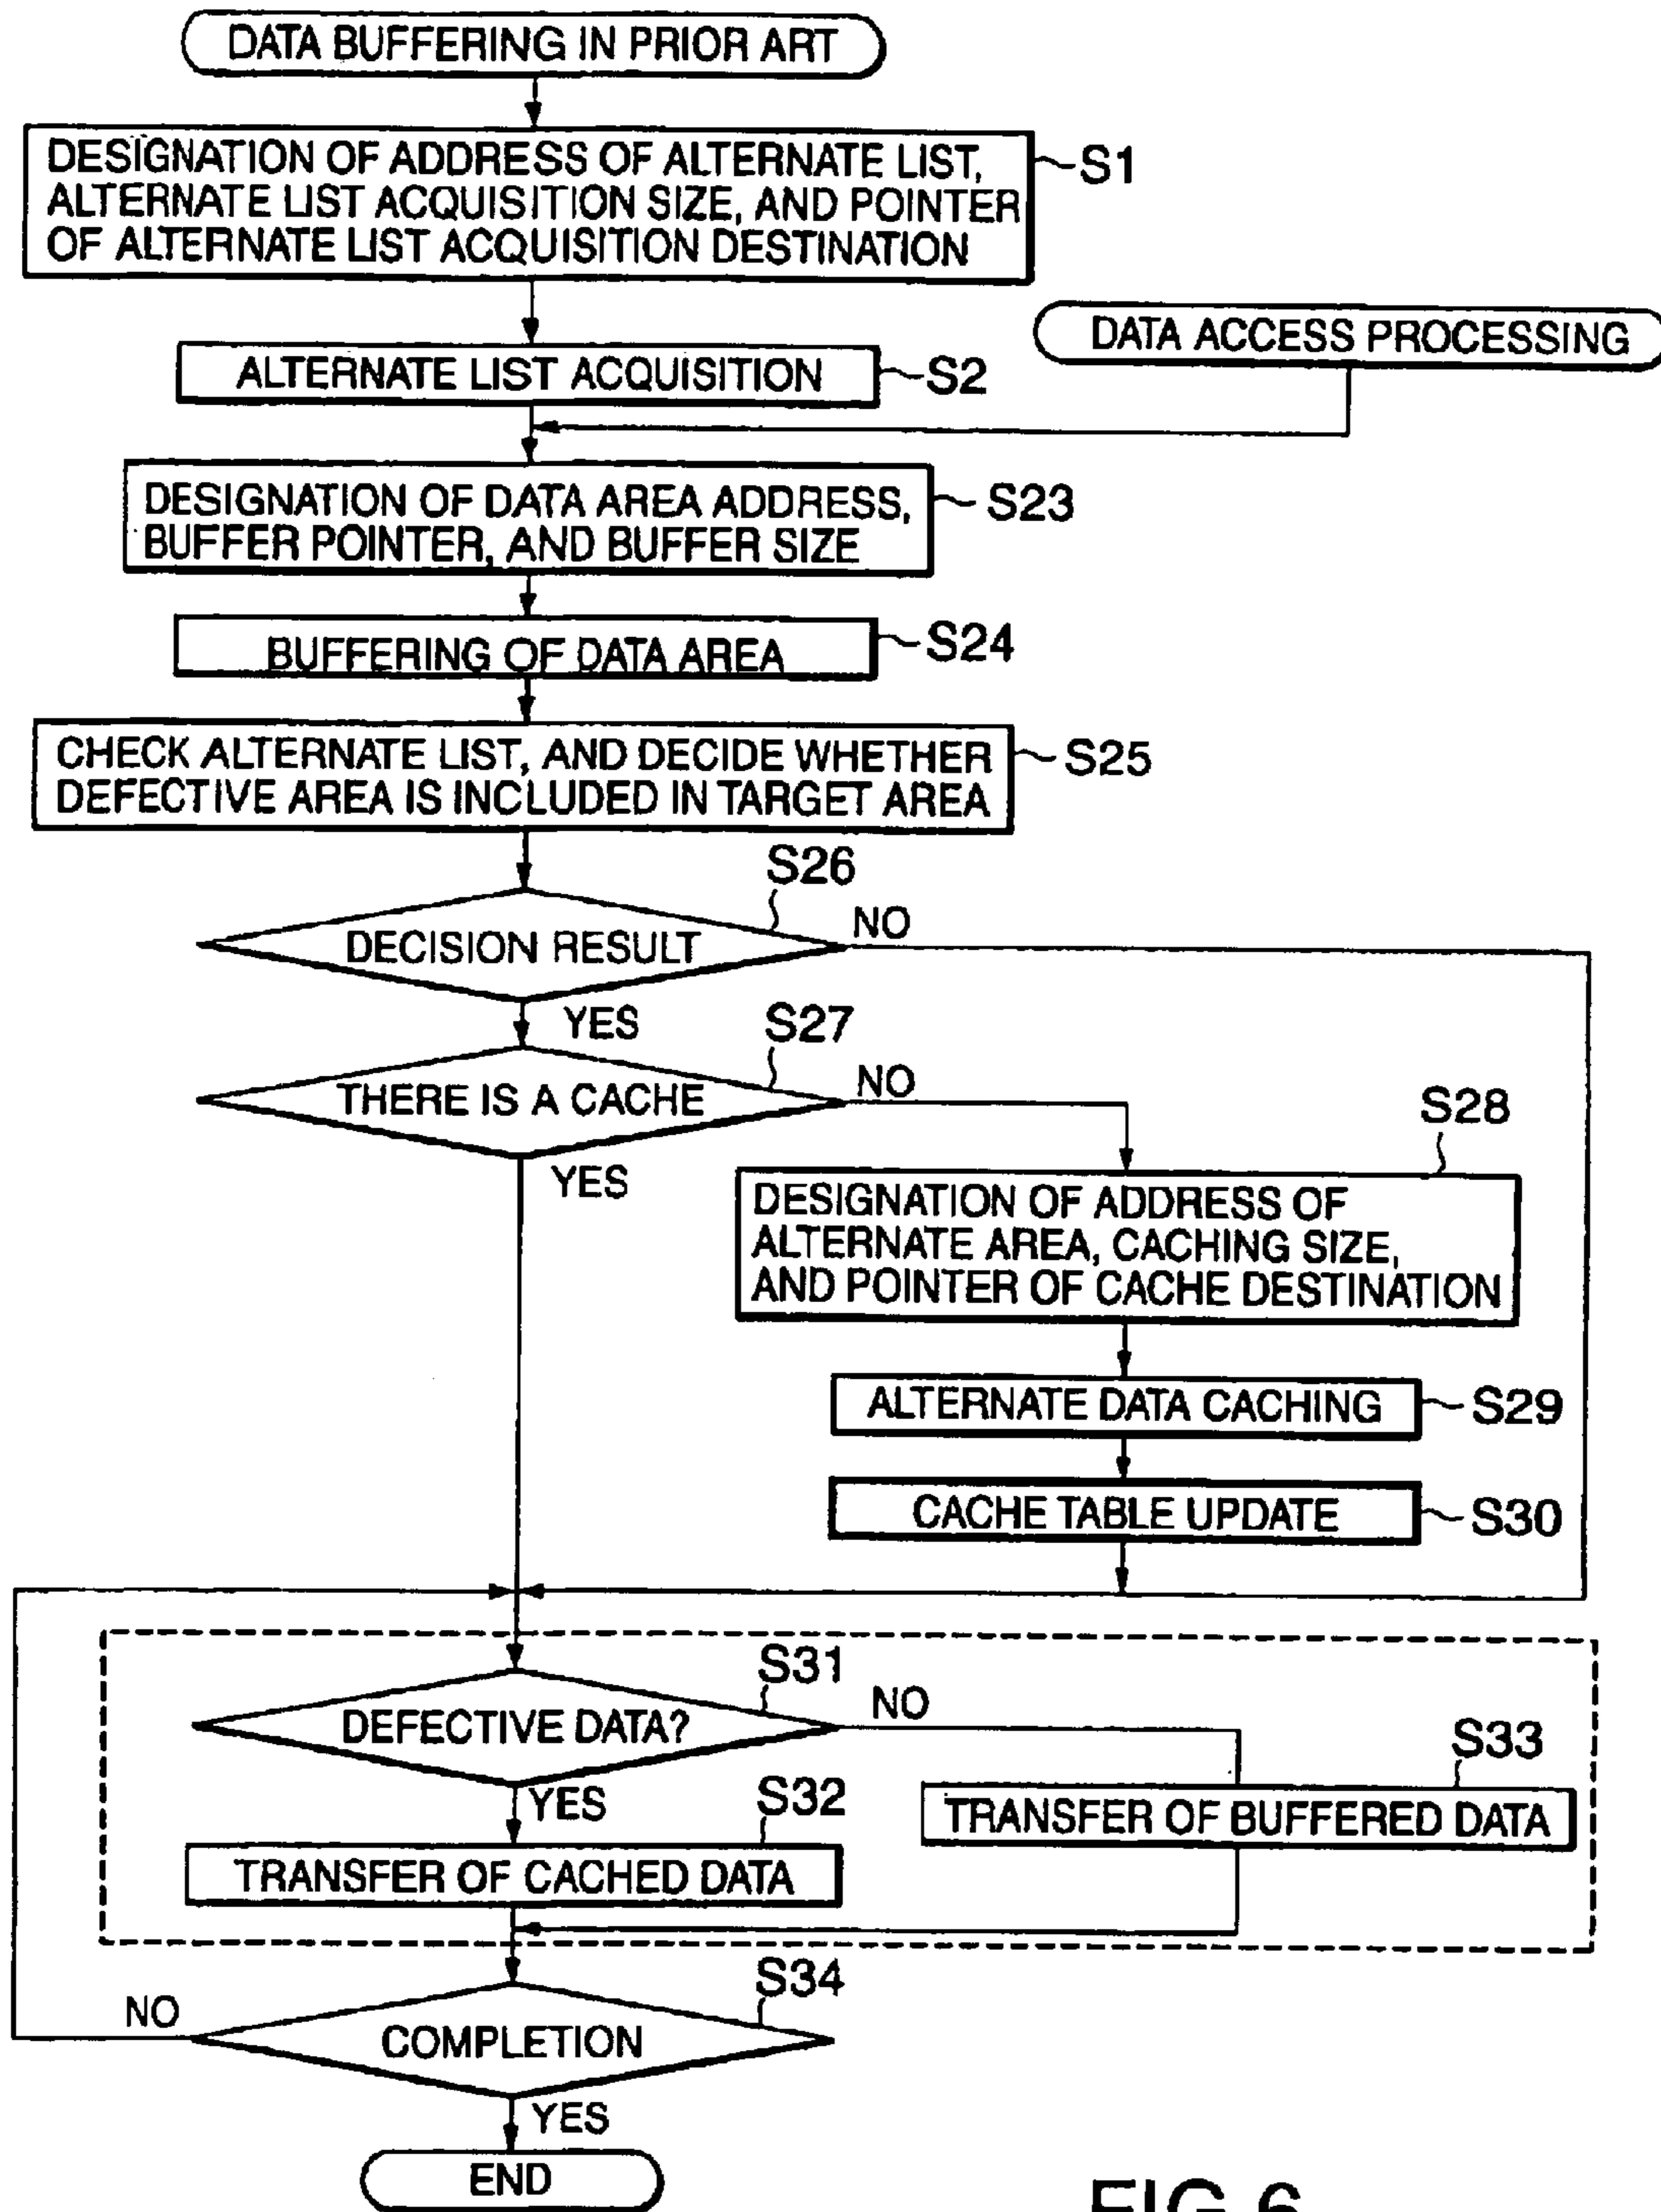 DATA BUFFERING IN PRIOR ART
DESIGNATION OF ADDRESS OF ALTERNATE LIST,
ALTERNATE LIST ACQUISITION SIZE, AND POINTER
OF ALTERNATE LIST ACQUISITION DESTINATION
S1
DATA ACCESS PROCESSING
ALTERNATE LIST ACQUISITION
S2
DESIGNATION OF DATA AREA ADDRESS,
BUFFER POINTER, AND BUFFER SIZE
S23
BUFFERING OF DATA AREA
S24
CHECK ALTERNATE LIST, AND DECIDE WHETHER
DEFECTIVE AREA IS INCLUDED IN TARGET AREA
S25
S26
DECISION RESULT
NO
YES
S27
THERE IS A CACHE
NO
YES
S28
DESIGNATION OF ADDRESS OF
ALTERNATE AREA, CACHING SIZE,
AND POINTER OF CACHE DESTINATION
ALTERNATE DATA CACHING
S29
CACHE TABLE UPDATE
S30
S31
DEFECTIVE DATA?
NO
YES
S33
TRANSFER OF BUFFERED DATA
S32
TRANSFER OF CACHED DATA
S34
COMPLETION
NO
YES
END
FIG.6